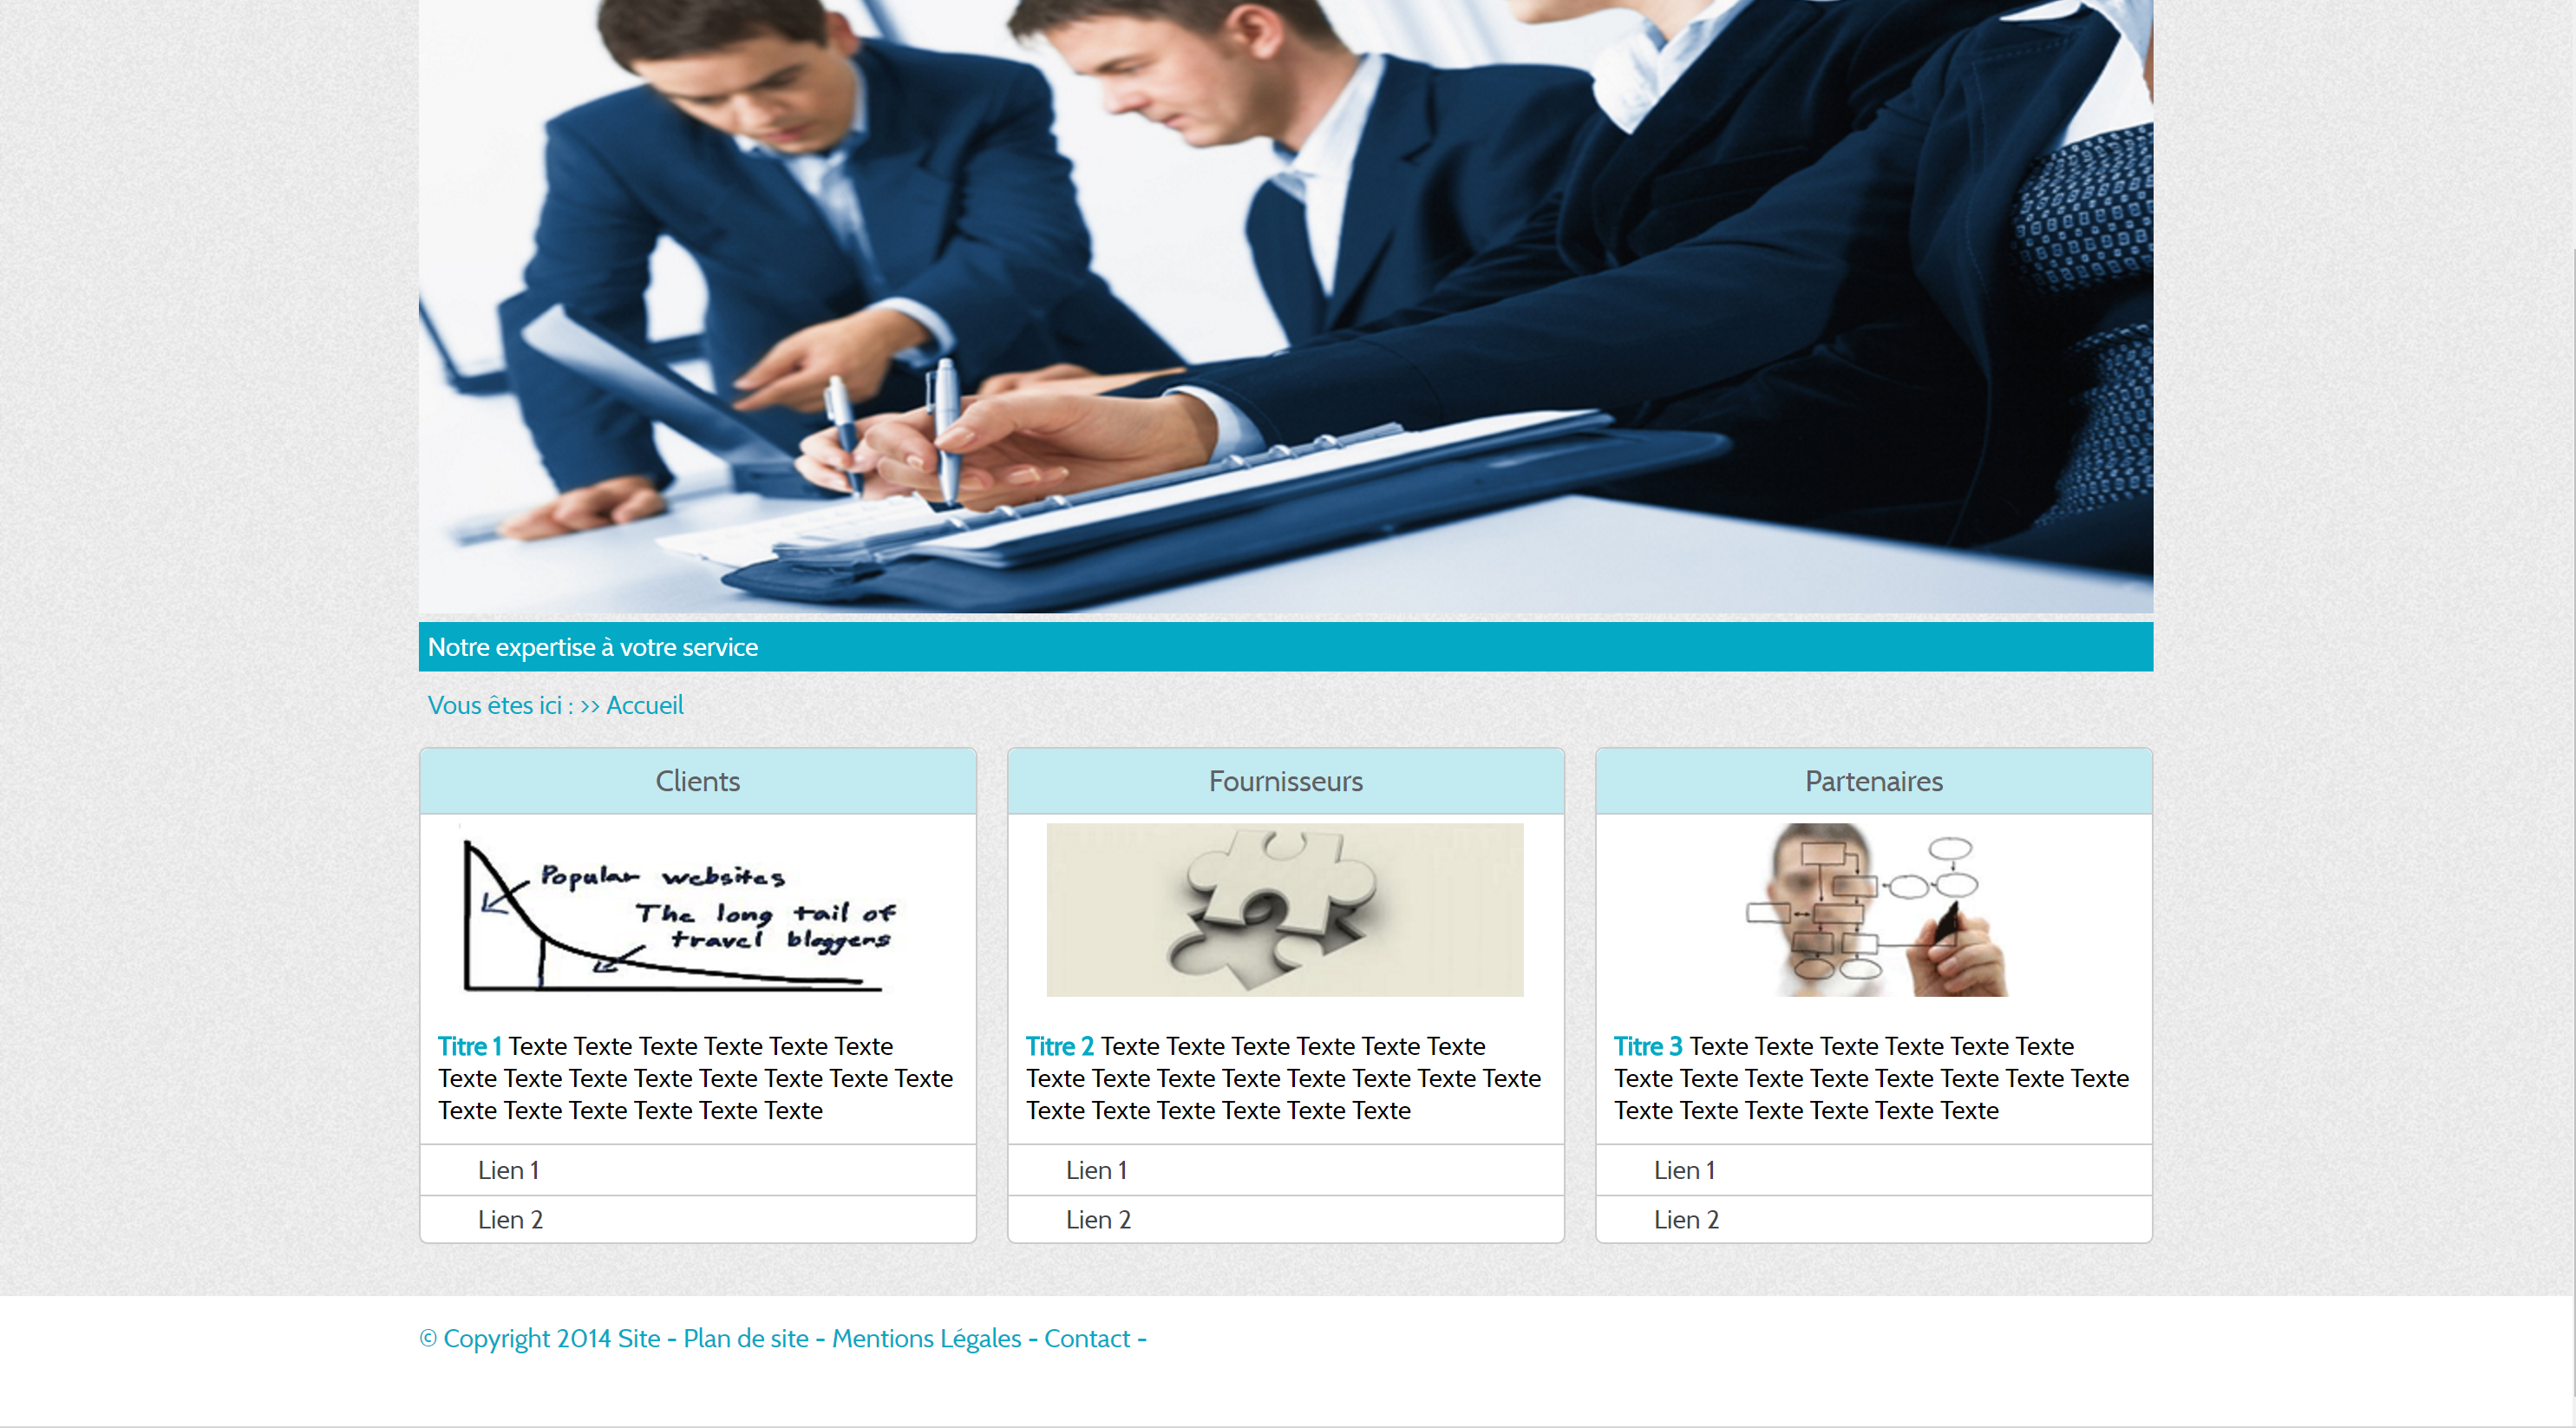 Notre expertise à votre service
Vous êtes ici : >> Accueil
Clients
Popular websites
The long tail of
travel bloggers
Titre 1 Texte Texte Texte Texte Texte Texte
Texte Texte Texte Texte Texte Texte Texte Texte
Texte Texte Texte Texte Texte Texte
Lien 1
Lien 2
Fournisseurs
Titre 2 Texte Texte Texte Texte Texte Texte
Texte Texte Texte Texte Texte Texte Texte Texte
Texte Texte Texte Texte Texte Texte
Lien 1
Lien 2
Partenaires
Titre 3 Texte Texte Texte Texte Texte Texte
Texte Texte Texte Texte Texte Texte Texte Texte
Texte Texte Texte Texte Texte Texte
Lien 1
Lien 2
© Copyright 2014 Site - Plan de site - Mentions Légales - Contact -